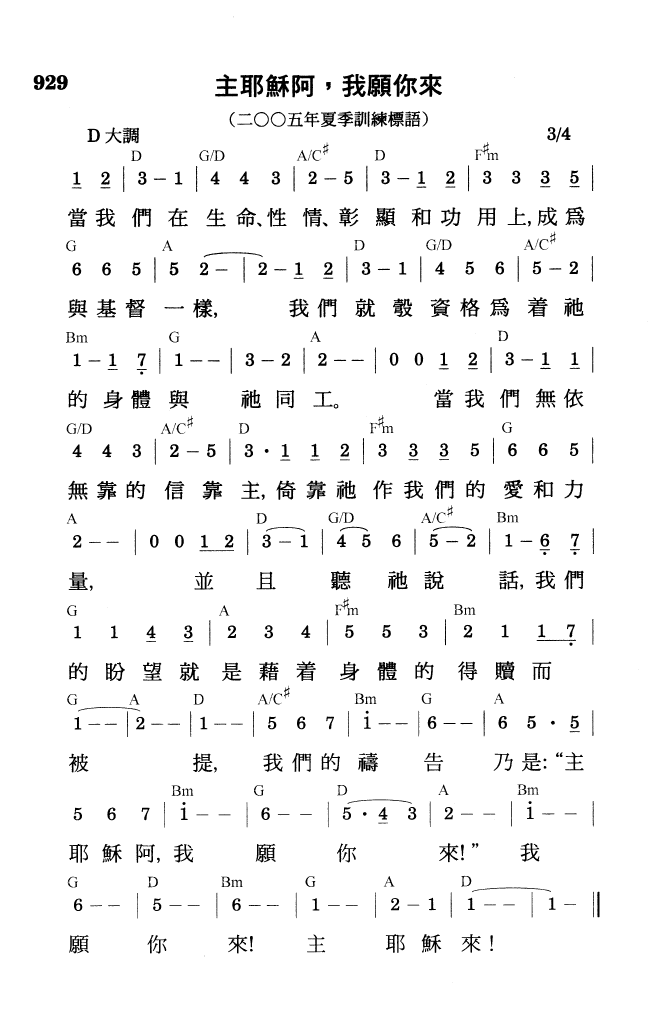 929 主耶穌阿，我願你來
（二〇〇五年夏季訓練標語）
D 大調 3/4
D G/D A/C♯ D F♯m
1 2 | 3 – 1 | 4 4 3 | 2 – 5 | 3 – 1 2 | 3 3 3 5 |
當我們在生命、性情、彰顯和功用上,成爲
G A D G/D A/C♯
6 6 5 | 5 2 – | 2 – 1 2 | 3 – 1 | 4 5 6 | 5 – 2 |
與基督一樣, 我們就彀資格爲着祂
Bm G A D
1 – 1 7 | 1 – – | 3 – 2 | 2 – – | 0 0 1 2 | 3 – 1 1 |
的身體與祂同工。 當我們無依
G/D A/C♯ D F♯m G
4 4 3 | 2 – 5 | 3 · 1 1 2 | 3 3 3 5 | 6 6 5 |
無靠的信靠主,倚靠祂作我們的愛和力
A D G/D A/C♯ Bm
2 – – | 0 0 1 2 | 3 – 1 | 4 5 6 | 5 – 2 | 1 – 6 7 |
量, 並且聽祂說話,我們
G A F♯m Bm
1 1 4 3 | 2 3 4 | 5 5 3 | 2 1 1 7 |
的盼望就是藉着身體的得贖而
G A D A/C♯ Bm G A
1 – – | 2 – – | 1 – – | 5 6 7 | i – – | 6 – – | 6 5 · 5 |
被提, 我們的禱告乃是:“主
Bm G D A Bm
5 6 7 | i – – | 6 – – | 5 · 4 3 | 2 – – | i – – |
耶穌阿,我願你來!” 我
G D Bm G A D
6 – – | 5 – – | 6 – – | 1 – – | 2 – 1 | 1 – – | 1 – ||
願你來! 主耶穌來!